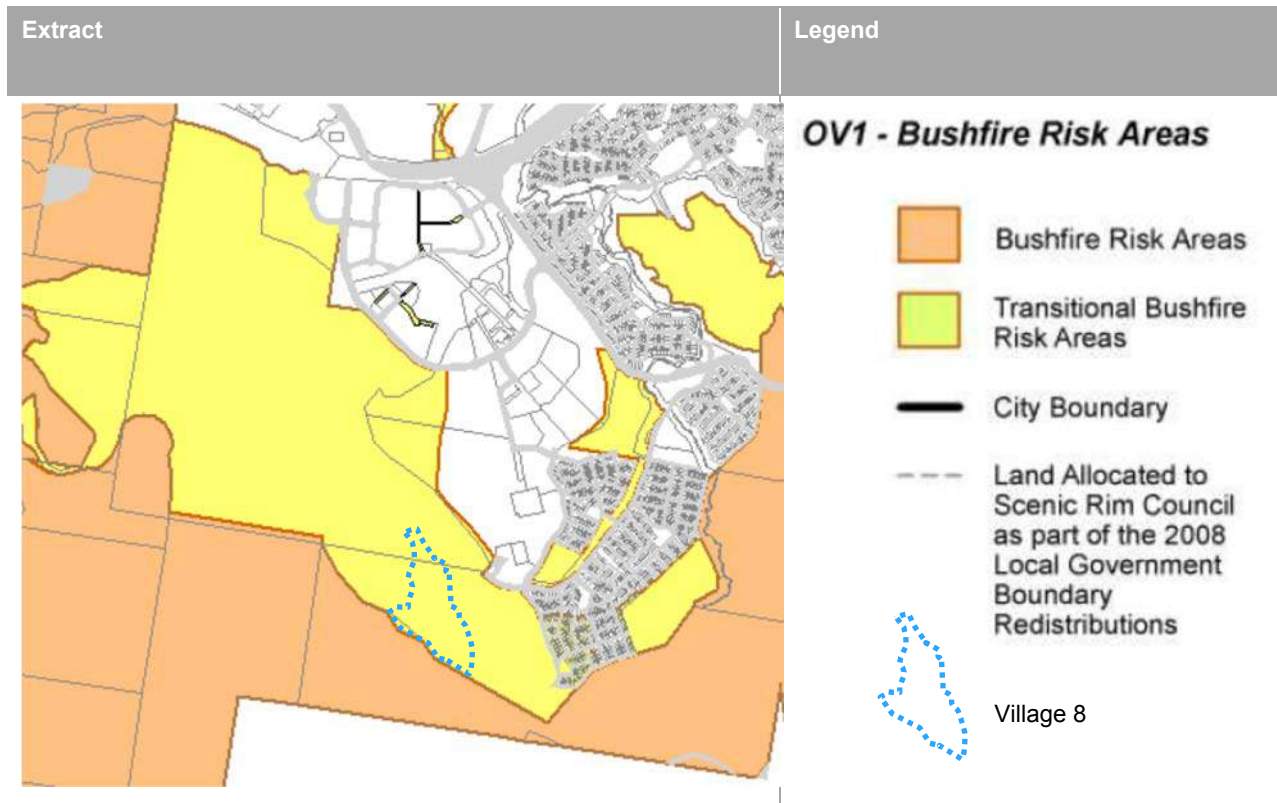 Extract
Legend
OV1 - Bushfire Risk Areas
Bushfire Risk Areas
Transitional Bushfire
Risk Areas
City Boundary
Land Allocated to
Scenic Rim Council
as part of the 2008
Local Government
Boundary
Redistributions
Village 8